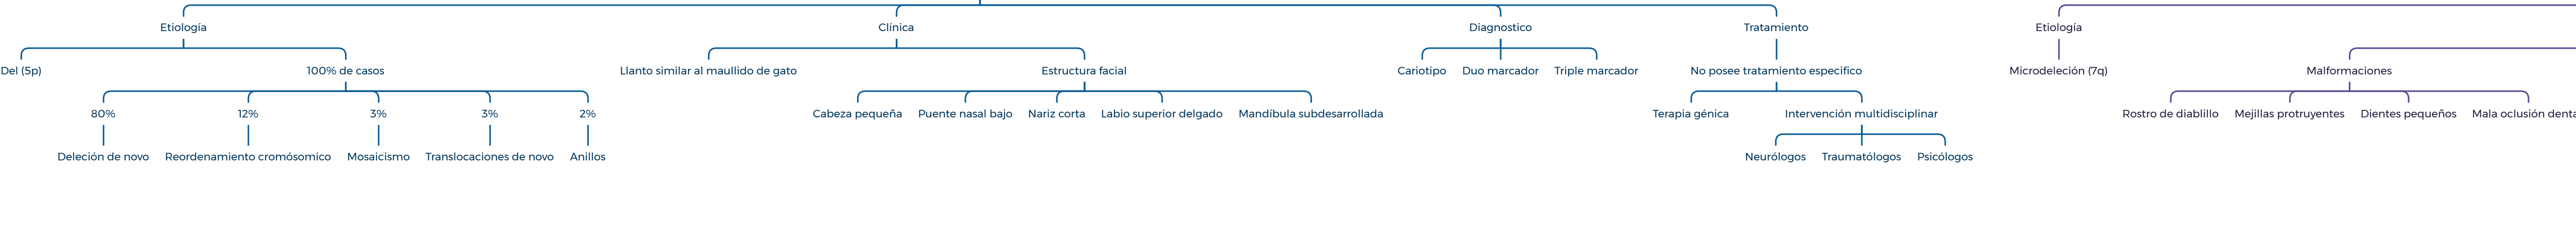 Etiología
Clínica
Diagnostico
Tratamiento
Etiología
Del (5p)
100% de casos
Llanto similar al maullido de gato
Estructura facial
Cariotipo
Duo marcador
Triple marcador
No posee tratamiento especifico
Microdeleción (7q)
Malformaciones
80%
12%
3%
3%
2%
Cabeza pequeña
Puente nasal bajo
Nariz corta
Labio superior delgado
Mandíbula subdesarrollada
Terapia génica
Intervención multidisciplinar
Rostro de diablillo
Mejillas protruyentes
Dientes pequeños
Mala oclusión denta
Deleción de novo
Reordenamiento cromósomico
Mosaicismo
Translocaciones de novo
Anillos
Neurólogos
Traumatólogos
Psicólogos